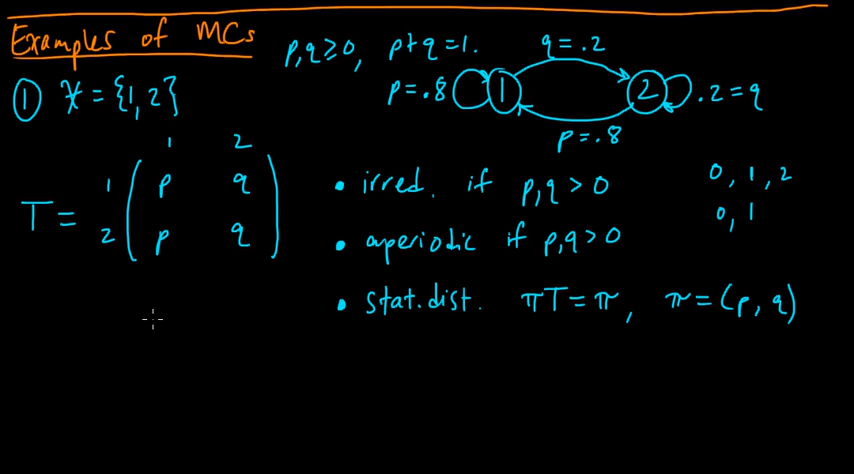 Examples of MCs
p,q ≥ 0, p+q = 1.
q = .2
① X = {1, 2}
p = .8
1
2
.2 = q
p = .8
1 2
T =
1 p q
2 p q
• irred. if p,q > 0
0, 1, 2
0, 1
• aperiodic if p,q > 0
• stat. dist. πT = π, π = (p, q)